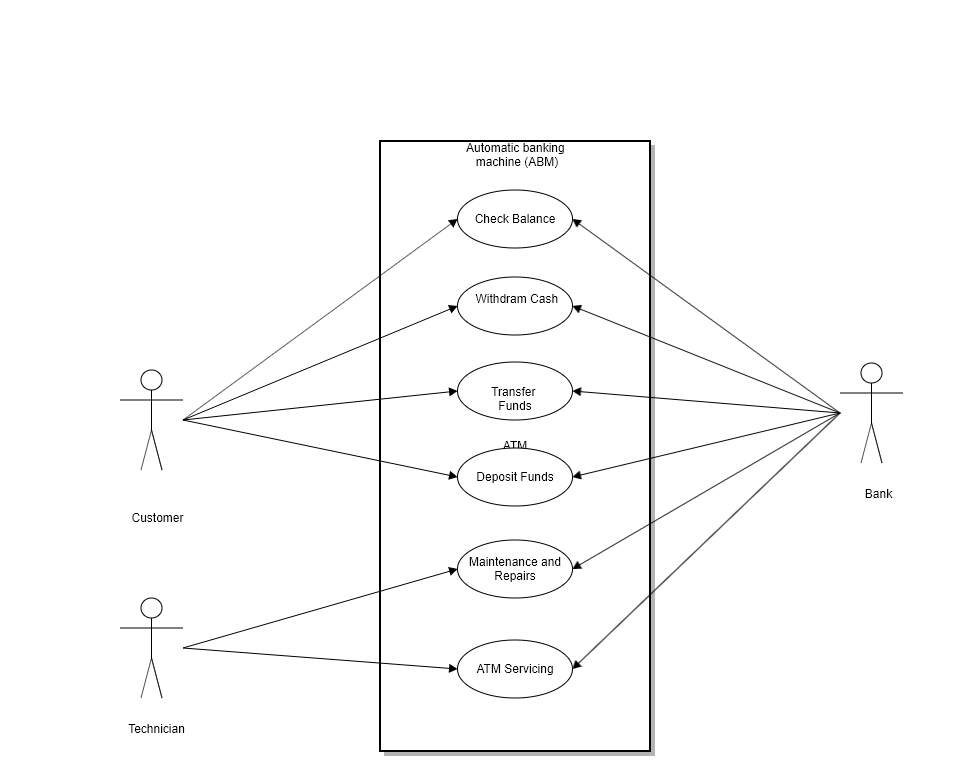 Automatic banking
machine (ABM)
Check Balance
Withdram Cash
Transfer
Funds
ATM
Deposit Funds
Customer
Bank
Maintenance and
Repairs
ATM Servicing
Technician